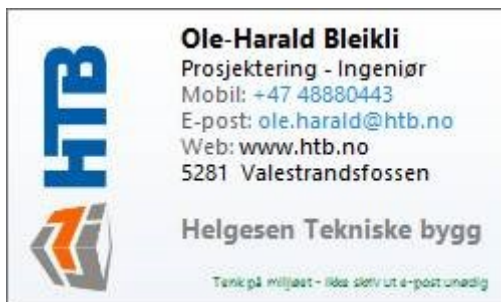 HTB
Ole-Harald Bleikli
Prosjektering - Ingeniør
Mobil: +47 48880443
E-post: ole.harald@htb.no
Web: www.htb.no
5281 Valestrandsfossen
Helgesen Tekniske bygg
Tenk på miljøet - ikke skriv ut e-post unødig